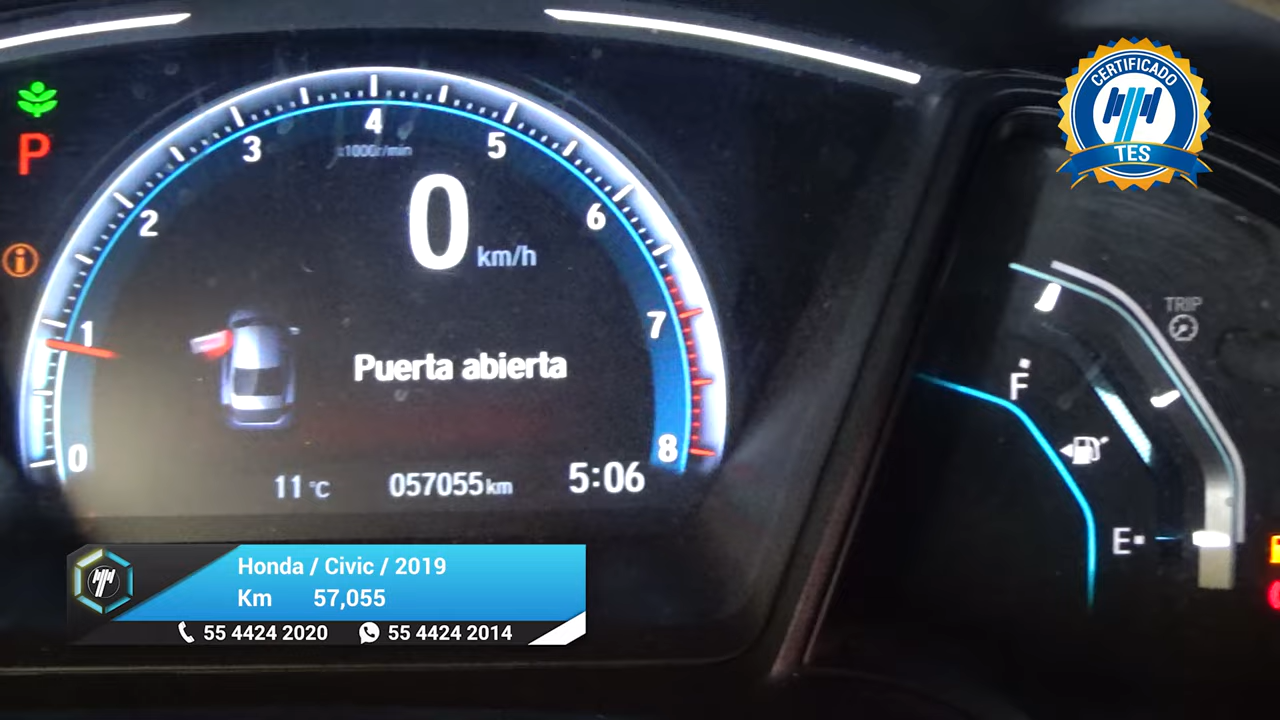 CERTIFICADO
TES
P
0
1
2
3
4
5
6
7
8
x1000r/min
0 km/h
Puerta abierta
11 °C
057055 km
5:06
TRIP
F
E
Honda / Civic / 2019
Km 57,055
55 4424 2020 55 4424 2014